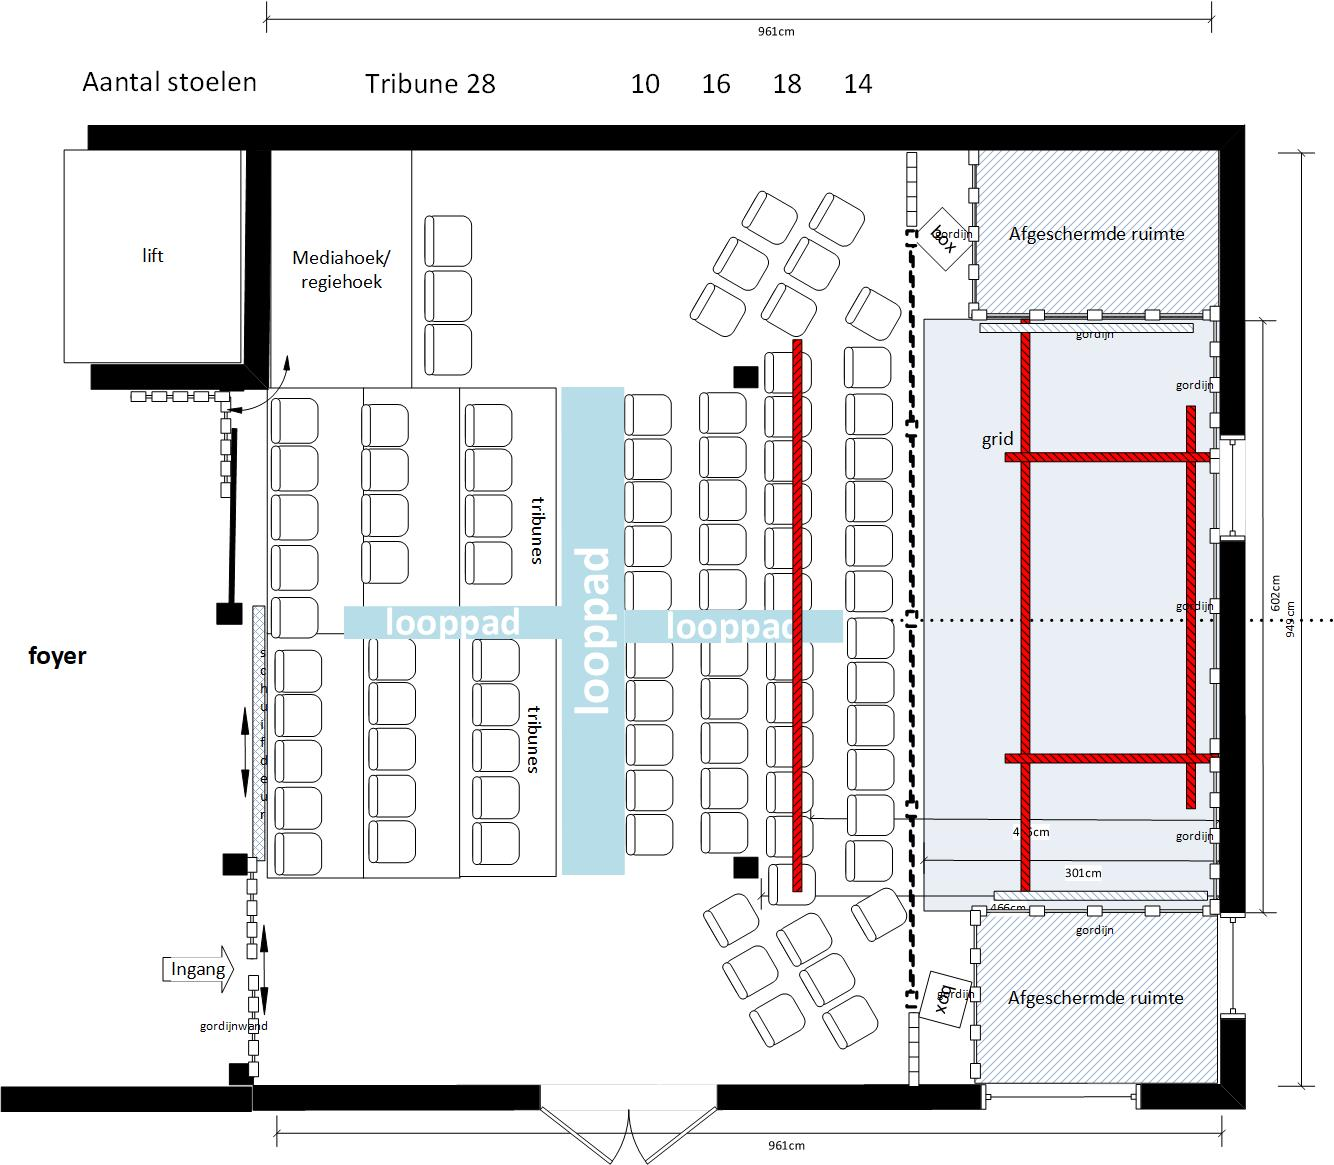 961cm
Aantal stoelen
Tribune 28
10
16
18
14
lift
Mediahoek/
regiehoek
box
gordijn
Afgeschermde ruimte
gordijn
gordijn
grid
tribunes
looppad
looppad
looppad
gordijn
602cm
949cm
foyer
schuifdeur
tribunes
gordijn
301cm
466cm
gordijn
Ingang
box
gordijn
Afgeschermde ruimte
gordijnwand
961cm